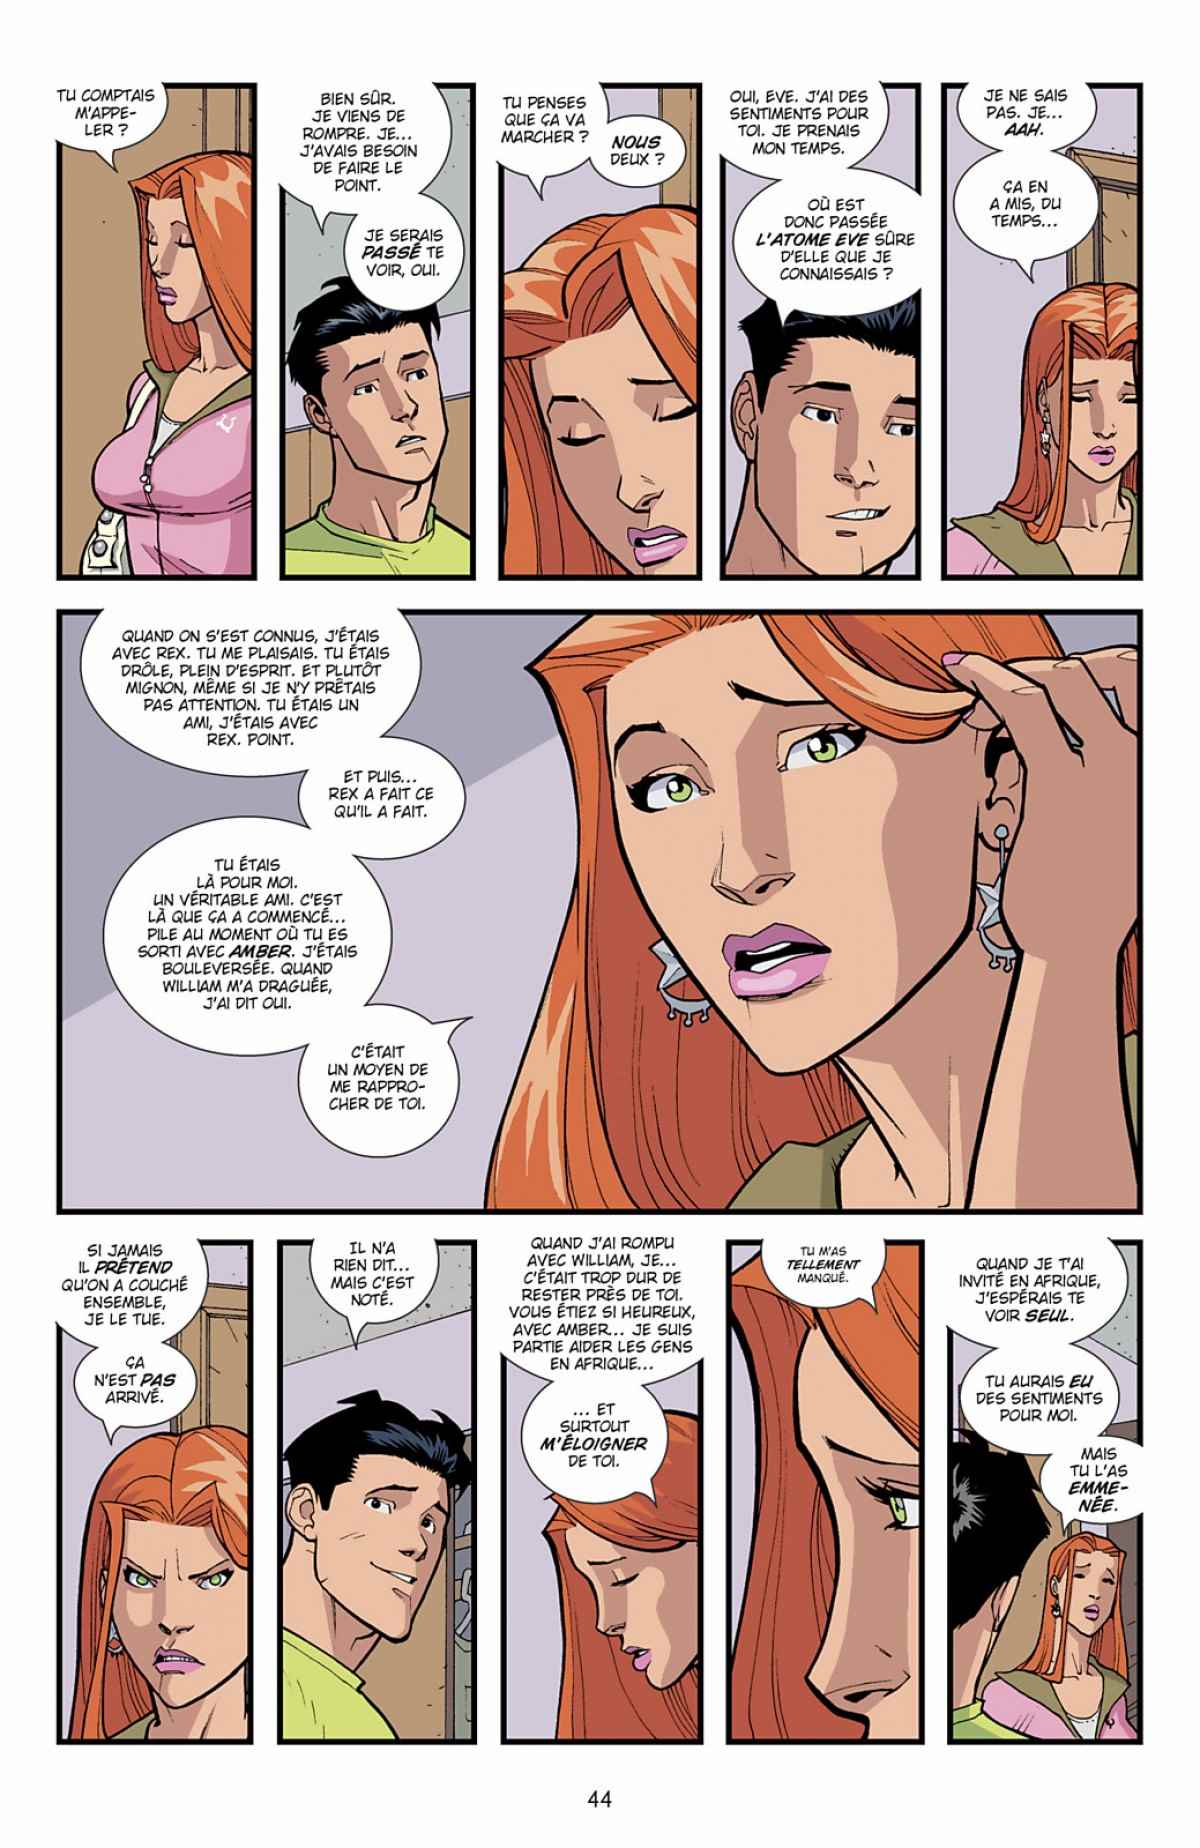 TU COMPTAIS
M'APPE-
LER ?
BIEN SÛR.
JE VIENS DE
ROMPRE. JE...
J'AVAIS BESOIN
DE FAIRE LE
POINT.
JE SERAIS
PASSÉ TE
VOIR, OUI.
TU PENSES
QUE ÇA VA
MARCHER ?
NOUS
DEUX ?
OUI, EVE. J'AI DES
SENTIMENTS POUR
TOI. JE PRENAIS
MON TEMPS.
OÙ EST
DONC PASSÉE
L'ATOME EVE SÛRE
D'ELLE QUE JE
CONNAISSAIS ?
JE NE SAIS
PAS. JE...
AAH.
ÇA EN
A MIS, DU
TEMPS...
QUAND ON S'EST CONNUS, J'ÉTAIS
AVEC REX. TU ME PLAISAIS. TU ÉTAIS
DRÔLE, PLEIN D'ESPRIT. ET PLUTÔT
MIGNON, MÊME SI JE N'Y PRÊTAIS
PAS ATTENTION. TU ÉTAIS UN
AMI, J'ÉTAIS AVEC
REX. POINT.
ET PUIS...
REX A FAIT CE
QU'IL A FAIT.
TU ÉTAIS
LÀ POUR MOI.
UN VÉRITABLE AMI. C'EST
LÀ QUE ÇA A COMMENCÉ...
PILE AU MOMENT OÙ TU ES
SORTI AVEC AMBER. J'ÉTAIS
BOULEVERSÉE. QUAND
WILLIAM M'A DRAGUÉE,
J'AI DIT OUI.
C'ÉTAIT
UN MOYEN DE
ME RAPPRO-
CHER DE TOI.
SI JAMAIS
IL PRÉTEND
QU'ON A COUCHÉ
ENSEMBLE,
JE LE TUE.
ÇA
N'EST PAS
ARRIVÉ.
IL N'A
RIEN DIT...
MAIS C'EST
NOTÉ.
QUAND J'AI ROMPU
AVEC WILLIAM, JE...
C'ÉTAIT TROP DUR DE
RESTER PRÈS DE TOI.
VOUS ÉTIEZ SI HEUREUX,
AVEC AMBER... JE SUIS
PARTIE AIDER LES GENS
EN AFRIQUE...
... ET
SURTOUT
M'ÉLOIGNER
DE TOI.
TU M'AS
TELLEMENT
MANQUÉ.
QUAND JE T'AI
INVITÉ EN AFRIQUE,
J'ESPÉRAIS TE
VOIR SEUL.
TU AURAIS EU
DES SENTIMENTS
POUR MOI.
MAIS
TU L'AS
EMME-
NÉE.
44